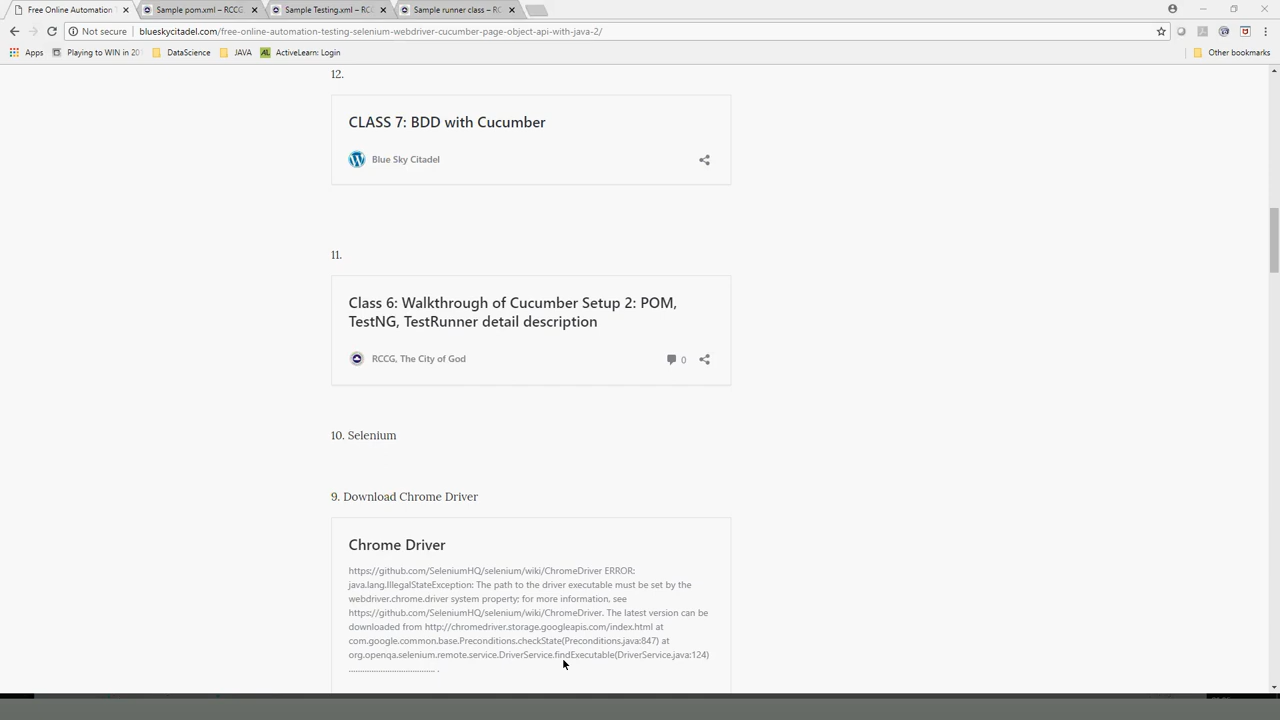 Free Online Automation T
Sample pom.xml – RCCG
Sample Testing.xml – RCC
Sample runner class – RC
Not secure
blueskycitadel.com/free-online-automation-testing-selenium-webdriver-cucumber-page-object-api-with-java-2/
Apps
Playing to WIN in 20
DataScience
JAVA
AL
ActiveLearn: Login
Other bookmarks
12.
CLASS 7: BDD with Cucumber
Blue Sky Citadel
11.
Class 6: Walkthrough of Cucumber Setup 2: POM,
TestNG, TestRunner detail description
RCCG, The City of God
0
10. Selenium
9. Download Chrome Driver
Chrome Driver
https://github.com/SeleniumHQ/selenium/wiki/ChromeDriver ERROR:
java.lang.IllegalStateException: The path to the driver executable must be set by the
webdriver.chrome.driver system property; for more information, see
https://github.com/SeleniumHQ/selenium/wiki/ChromeDriver. The latest version can be
downloaded from http://chromedriver.storage.googleapis.com/index.html at
com.google.common.base.Preconditions.checkState(Preconditions.java:847) at
org.openqa.selenium.remote.service.DriverService.findExecutable(DriverService.java:124)
...................................... .